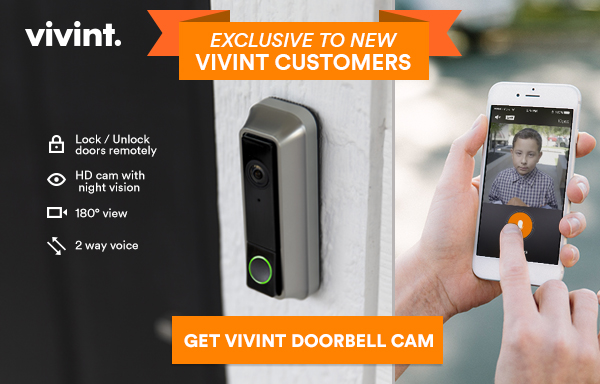 vivint.
EXCLUSIVE TO NEW
VIVINT CUSTOMERS
Lock / Unlock
doors remotely
HD cam with
night vision
180° view
2 way voice
GET VIVINT DOORBELL CAM